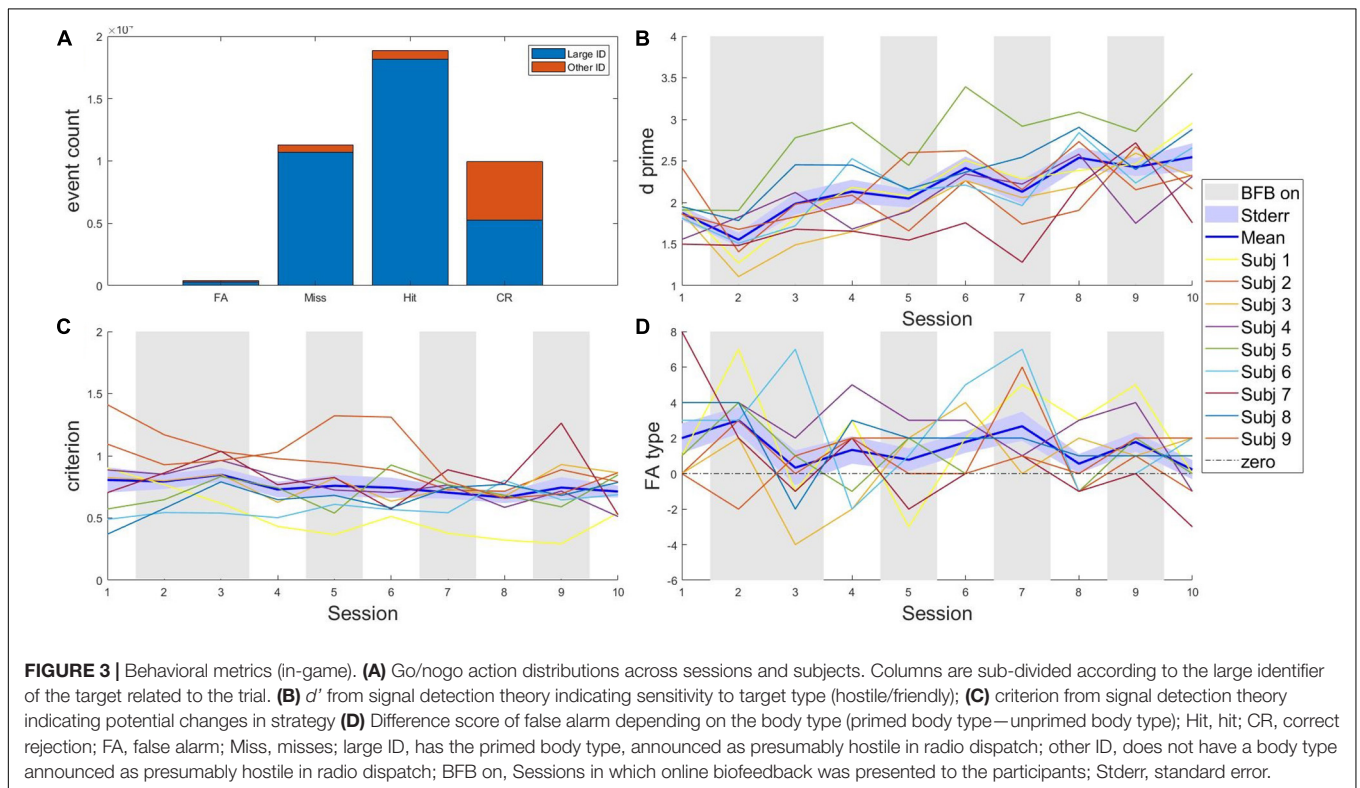 A
×10⁻⁴
2
1.5
1
0.5
0
event count
FA
Miss
Hit
CR
Large ID
Other ID
B
4
3.5
3
2.5
2
1.5
1
d prime
1 2 3 4 5 6 7 8 9 10
Session
C
2
1.5
1
0.5
0
criterion
1 2 3 4 5 6 7 8 9 10
Session
D
8
6
4
2
0
-2
-4
-6
FA type
1 2 3 4 5 6 7 8 9 10
Session
BFB on
Stderr
Mean
Subj 1
Subj 2
Subj 3
Subj 4
Subj 5
Subj 6
Subj 7
Subj 8
Subj 9
zero
FIGURE 3 | Behavioral metrics (in-game). (A) Go/nogo action distributions across sessions and subjects. Columns are sub-divided according to the large identifier
of the target related to the trial. (B) d’ from signal detection theory indicating sensitivity to target type (hostile/friendly); (C) criterion from signal detection theory
indicating potential changes in strategy (D) Difference score of false alarm depending on the body type (primed body type—unprimed body type); Hit, hit; CR, correct
rejection; FA, false alarm; Miss, misses; large ID, has the primed body type, announced as presumably hostile in radio dispatch; other ID, does not have a body type
announced as presumably hostile in radio dispatch; BFB on, Sessions in which online biofeedback was presented to the participants; Stderr, standard error.